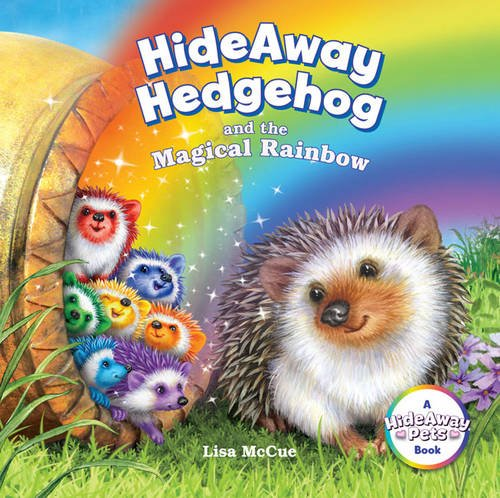 HideAway
Hedgehog
and the
Magical Rainbow
Lisa McCue
A
HideAway
Pets
Book